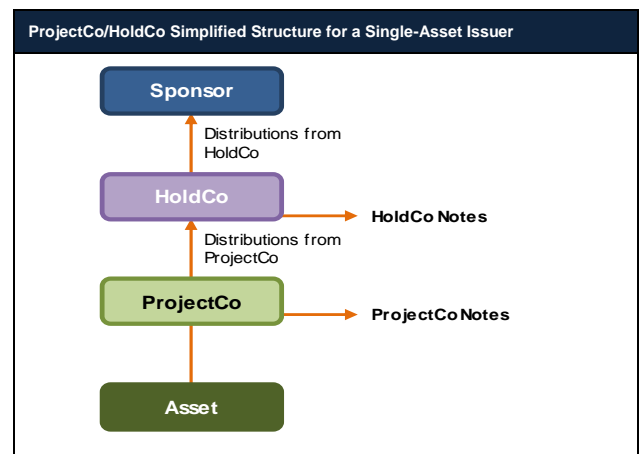 ProjectCo/HoldCo Simplified Structure for a Single-Asset Issuer
Sponsor
Distributions from
HoldCo
HoldCo
HoldCo Notes
Distributions from
ProjectCo
ProjectCo
ProjectCo Notes
Asset